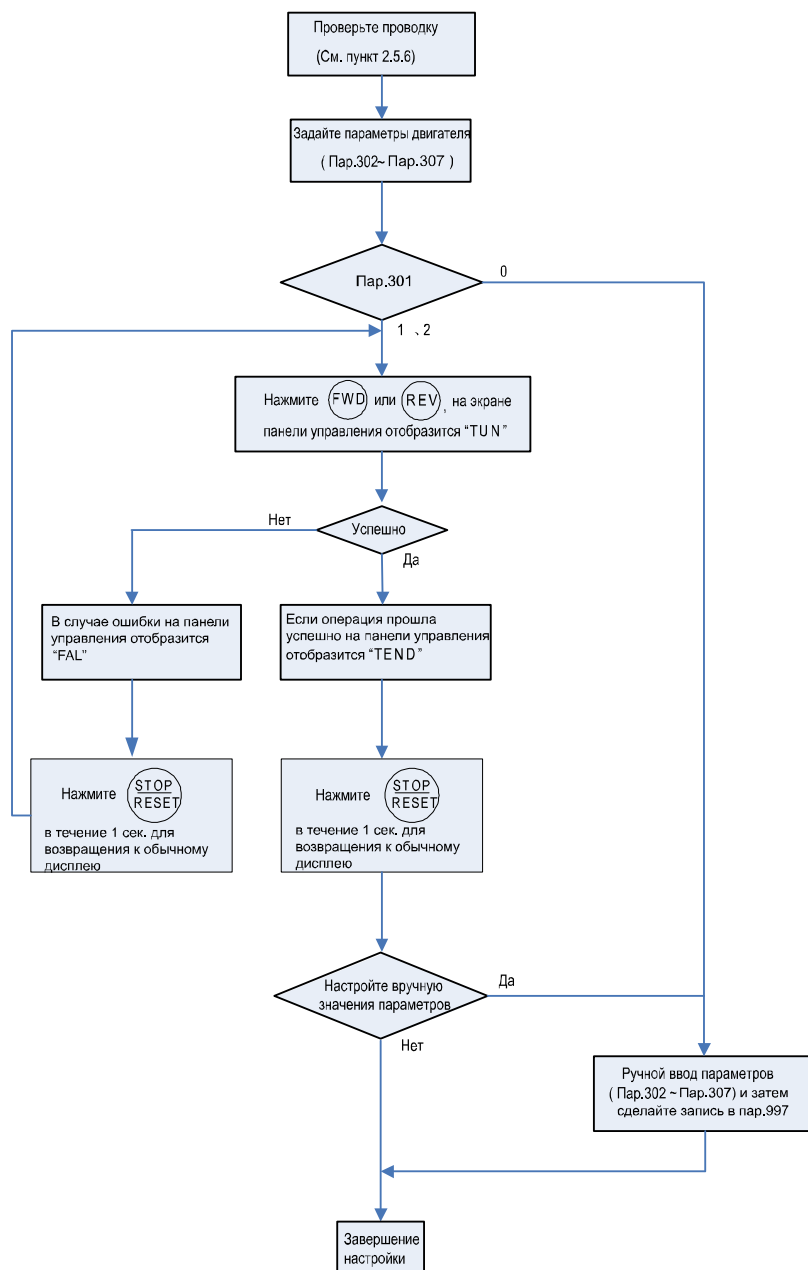 Проверьте проводку
(См. пункт 2.5.6)
Задайте параметры двигателя
( Пар.302~ Пар.307 )
Пар.301
0
1 、2
Нажмите FWD или REV, на экране
панели управления отобразится “TUN”
Успешно
Нет
Да
В случае ошибки на панели
управления отобразится
“FAL”
Если операция прошла
успешно на панели управления
отобразится “TEND”
Нажмите STOP
RESET
в течение 1 сек. для
возвращения к обычному
дисплею
Нажмите STOP
RESET
в течение 1 сек. для
возвращения к обычному
дисплею
Настройте вручную
значения параметров
Да
Нет
Ручной ввод параметров
( Пар.302 ~ Пар.307) и затем
сделайте запись в пар.997
Завершение
настройки